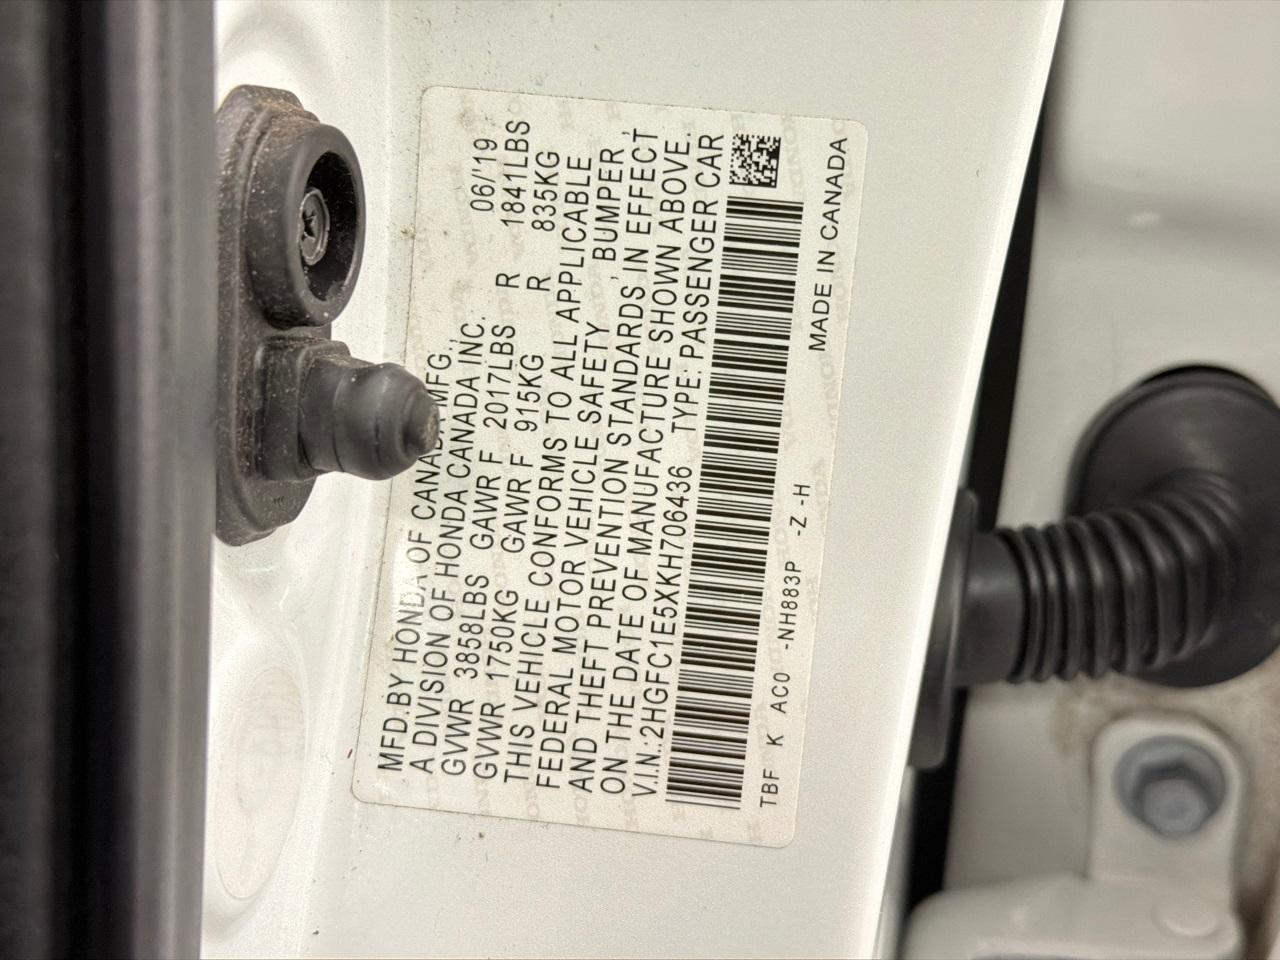 MFD.BY HONDA OF CANADA MFG.,
A DIVISION OF HONDA CANADA INC. 06/'19
GVWR 3858LBS GAWR F 2017LBS R 1841LBS
GVWR 1750KG GAWR F 915KG R 835KG
THIS VEHICLE CONFORMS TO ALL APPLICABLE
FEDERAL MOTOR VEHICLE SAFETY , BUMPER ,
AND THEFT PREVENTION STANDARDS IN EFFECT
ON THE DATE OF MANUFACTURE SHOWN ABOVE.
V.I.N.:2HGFC1E5XKH706436 TYPE: PASSENGER CAR
TBF K AC0 -NH883P -Z -H
MADE IN CANADA